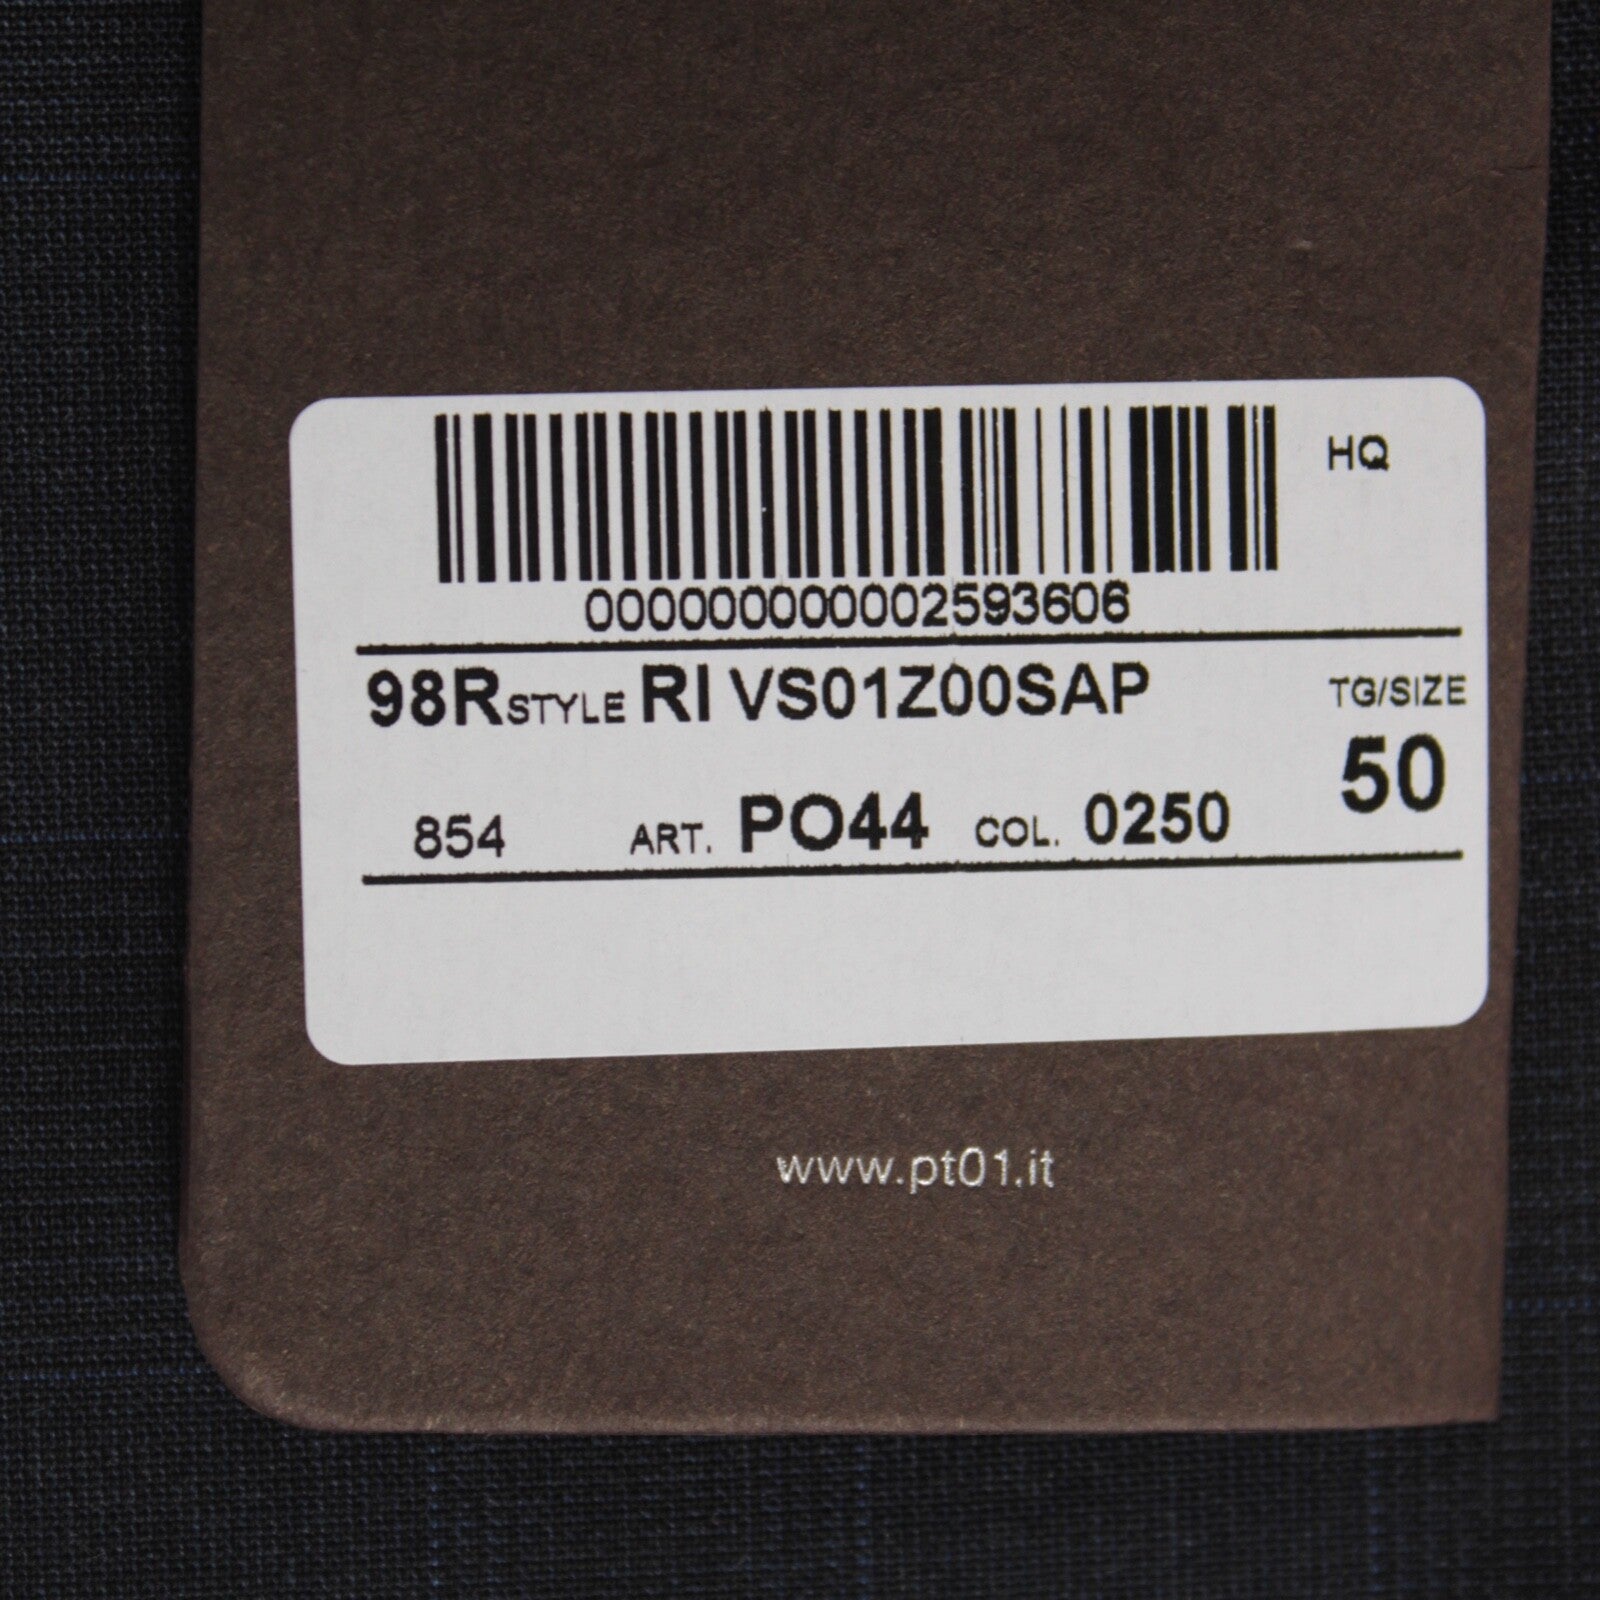 HQ
000000000002593606
98R STYLE RI VS01Z00SAP TG/SIZE
50
854 ART. PO44 COL. 0250
www.pt01.it